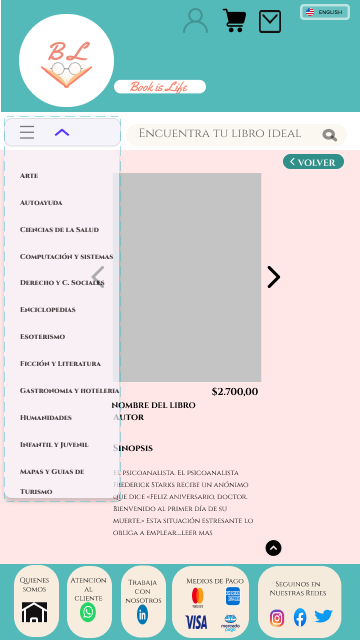 ENGLISH
BL
Book is Life
Encuentra tu libro ideal
VOLVER
Arte
Autoayuda
Ciencias de la Salud
Computación y sistemas
Derecho y C. Sociales
Enciclopedias
Esoterismo
Ficción y Literatura
Gastronomia y hoteleria
Humanidades
Infantil y Juvenil
Mapas y Guias de
Turismo
$2.700,00
NOMBRE DEL LIBRO
AUTOR
Sinopsis
El psicoanalista. El psicoanalista
Frederick Starks recibe un anónimo
que dice «Feliz aniversario, doctor.
Bienvenido al primer día de su
muerte.» Esta situación estresante lo
obliga a emplear....leer mas
Quienes
somos
Atencion
al
cliente
Trabaja
con
nosotros
Medios de Pago
VISA
mercado
pago
Seguinos en
Nuestras Redes